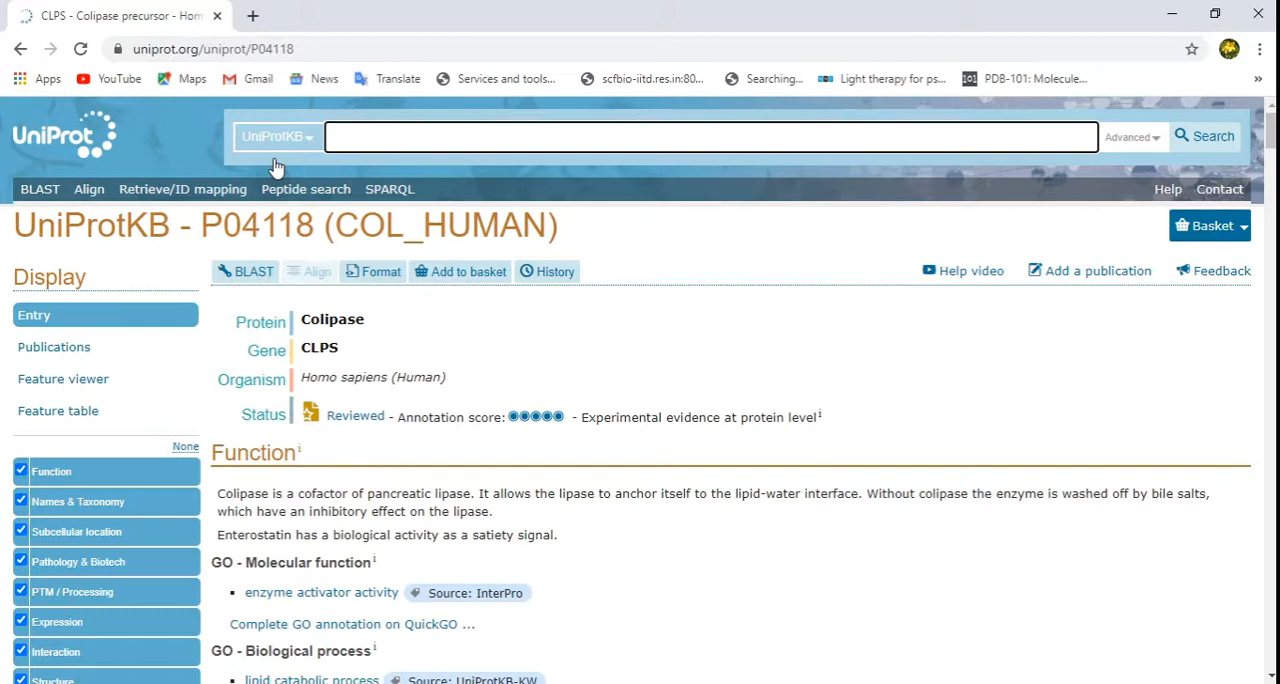 CLPS - Colipase precursor - Hom
uniprot.org/uniprot/P04118
Apps YouTube Maps Gmail News Translate Services and tools... scfbio-iitd.res.in:80... Searching... Light therapy for ps... 101 PDB-101: Molecule... »
UniProt UniProtKB Advanced Search
BLAST Align Retrieve/ID mapping Peptide search SPARQL Help Contact
UniProtKB - P04118 (COL_HUMAN)
Basket
Display
BLAST Align Format Add to basket History Help video Add a publication Feedback
Entry
Publications
Feature viewer
Feature table
None
Function
Names & Taxonomy
Subcellular location
Pathology & Biotech
PTM / Processing
Expression
Interaction
Structure
Protein Colipase
Gene CLPS
Organism Homo sapiens (Human)
Status Reviewed - Annotation score: - Experimental evidence at protein level i
Function i
Colipase is a cofactor of pancreatic lipase. It allows the lipase to anchor itself to the lipid-water interface. Without colipase the enzyme is washed off by bile salts,
which have an inhibitory effect on the lipase.
Enterostatin has a biological activity as a satiety signal.
GO - Molecular function i
▪ enzyme activator activity Source: InterPro
Complete GO annotation on QuickGO ...
GO - Biological process i
▪ lipid catabolic process Source: UniProtKB-KW